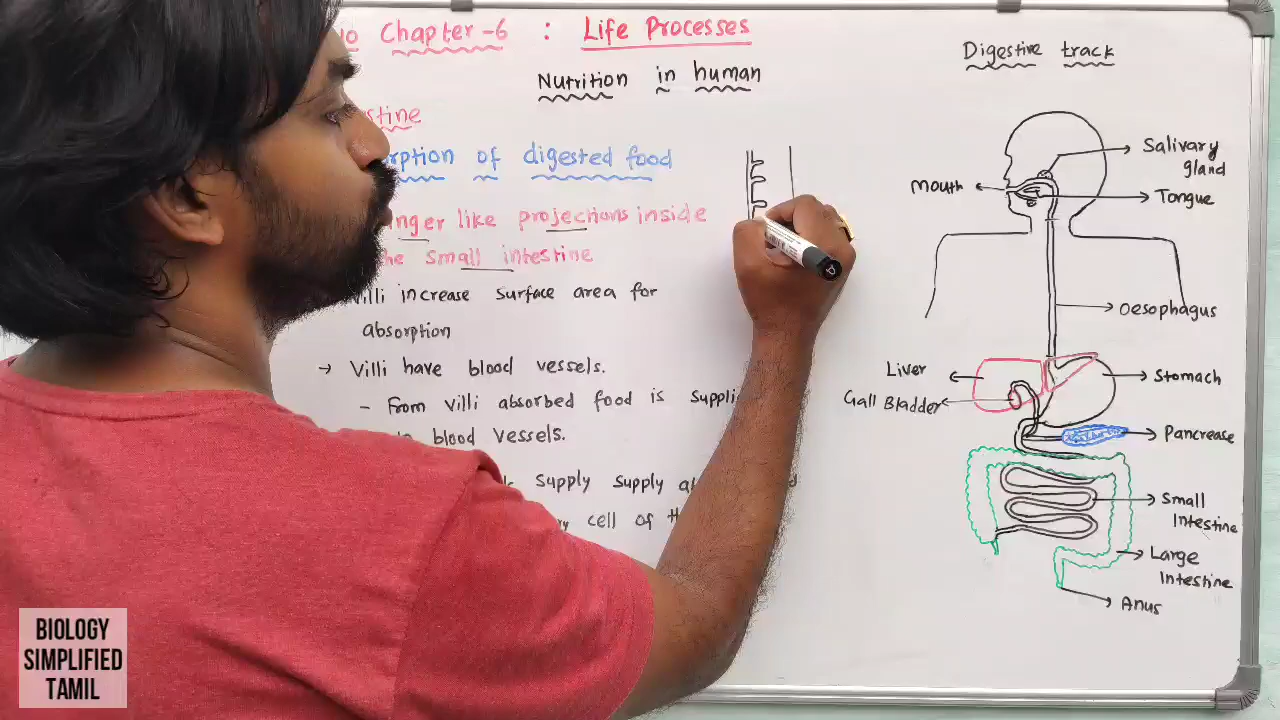 10 Chapter-6 : Life Processes
Nutrition in human
stine
rption of digested food
nger like projections inside
he small intestine
Villi increase surface area for
absorption
→ Villi have blood vessels.
- From villi absorbed food is suppli
blood vessels.
supply supply
cell of
Digestive track
Salivary
gland
Mouth
Tongue
Oesophagus
Liver
Stomach
Gall Bladder
Pancrease
Small
Intestine
Large
Intestine
Anus
BIOLOGY
SIMPLIFIED
TAMIL